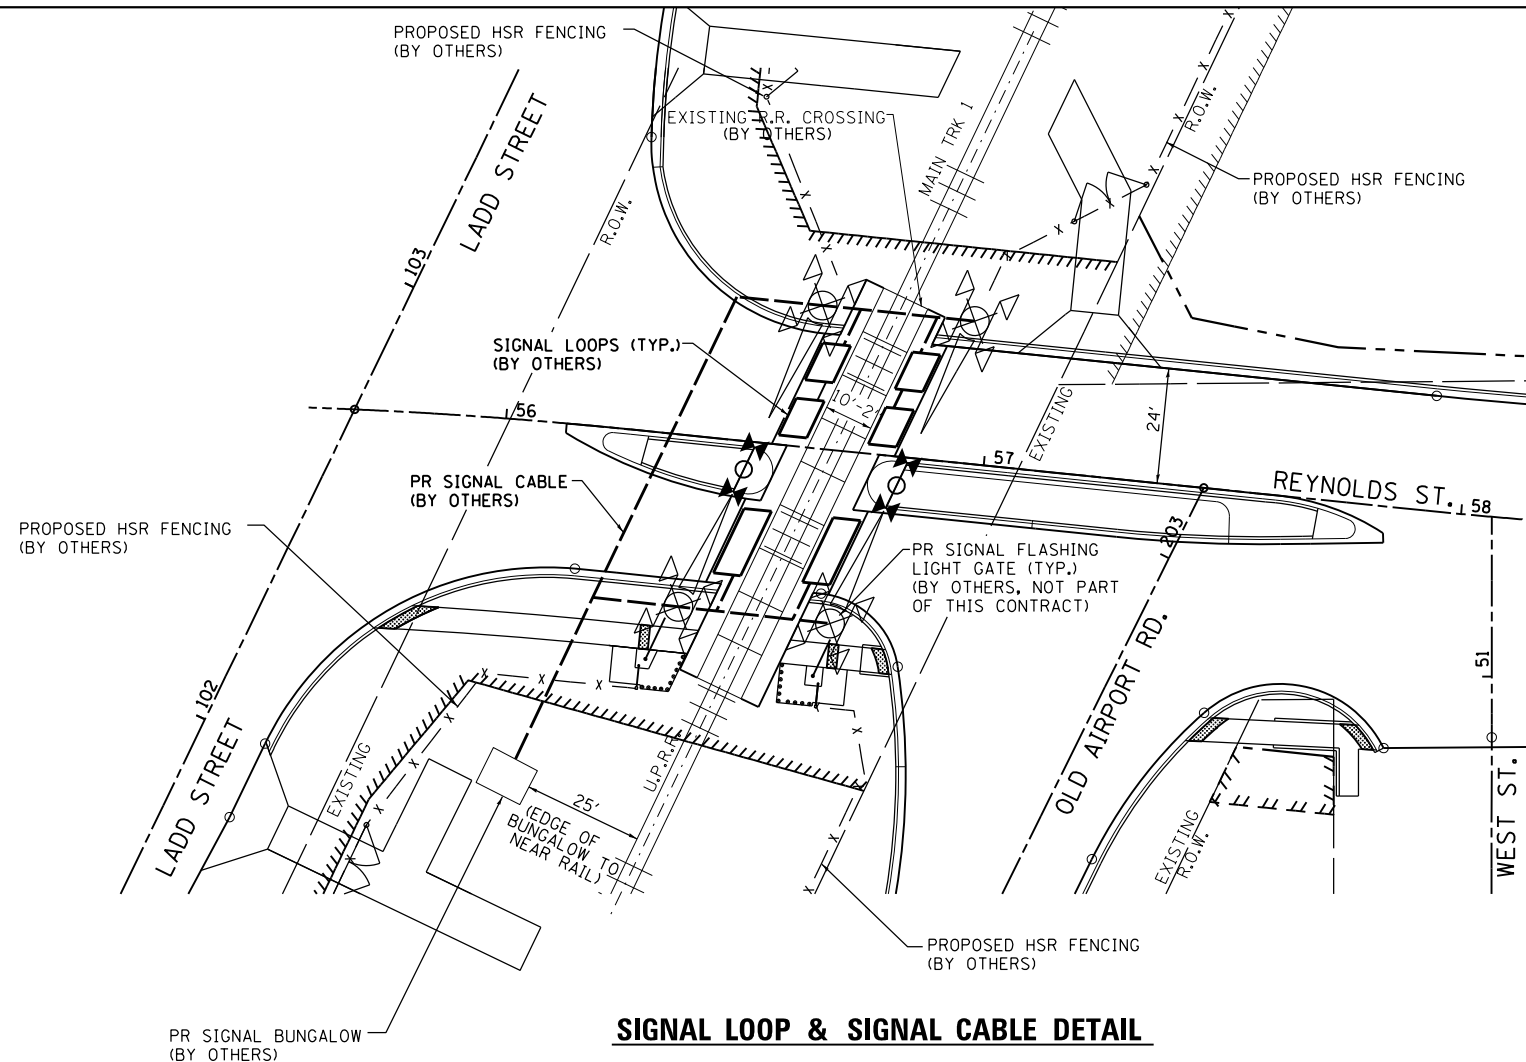 PROPOSED HSR FENCING
(BY OTHERS)
LADD STREET
103
R.O.W.
EXISTING R.R. CROSSING
(BY OTHERS)
MAIN TRK 1
R.O.W.
PROPOSED HSR FENCING
(BY OTHERS)
SIGNAL LOOPS (TYP.)
(BY OTHERS)
10'-2"
EXISTING
24'
56
57
REYNOLDS ST.
58
PR SIGNAL CABLE
(BY OTHERS)
PROPOSED HSR FENCING
(BY OTHERS)
PR SIGNAL FLASHING
LIGHT GATE (TYP.)
(BY OTHERS, NOT PART
OF THIS CONTRACT)
203
OLD AIRPORT RD.
51
102
LADD STREET
EXISTING
U.P.R.R.
25'
(EDGE OF
BUNGALOW TO
NEAR RAIL)
EXISTING
R.O.W.
WEST ST.
PROPOSED HSR FENCING
(BY OTHERS)
PR SIGNAL BUNGALOW
(BY OTHERS)
SIGNAL LOOP & SIGNAL CABLE DETAIL